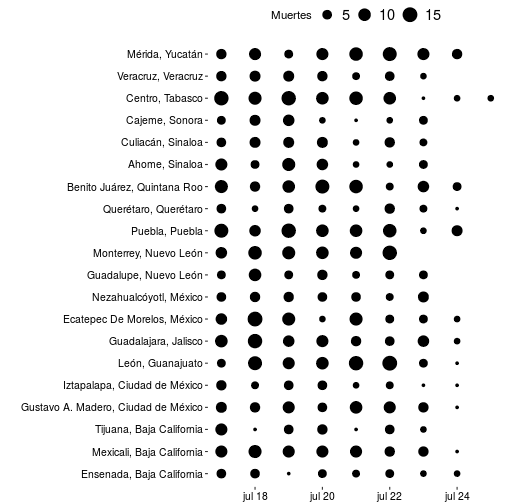 Muertes 5 10 15
Mérida, Yucatán
Veracruz, Veracruz
Centro, Tabasco
Cajeme, Sonora
Culiacán, Sinaloa
Ahome, Sinaloa
Benito Juárez, Quintana Roo
Querétaro, Querétaro
Puebla, Puebla
Monterrey, Nuevo León
Guadalupe, Nuevo León
Nezahualcóyotl, México
Ecatepec De Morelos, México
Guadalajara, Jalisco
León, Guanajuato
Iztapalapa, Ciudad de México
Gustavo A. Madero, Ciudad de México
Tijuana, Baja California
Mexicali, Baja California
Ensenada, Baja California
jul 18 jul 20 jul 22 jul 24